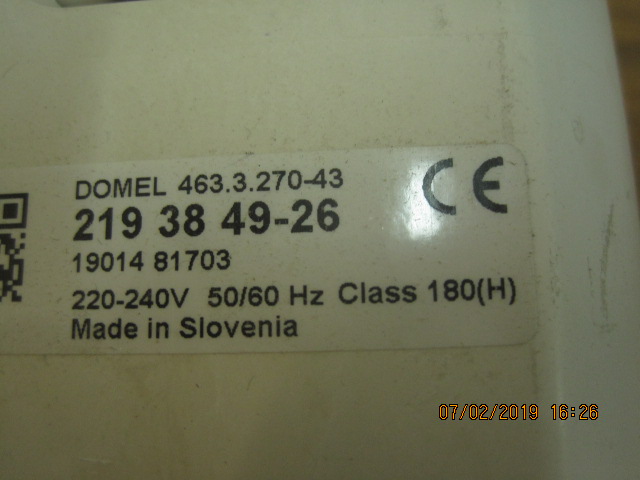 DOMEL 463.3.270-43
CE
219 38 49-26
19014 81703
220-240V 50/60 Hz Class 180(H)
Made in Slovenia
07/02/2019 16:26